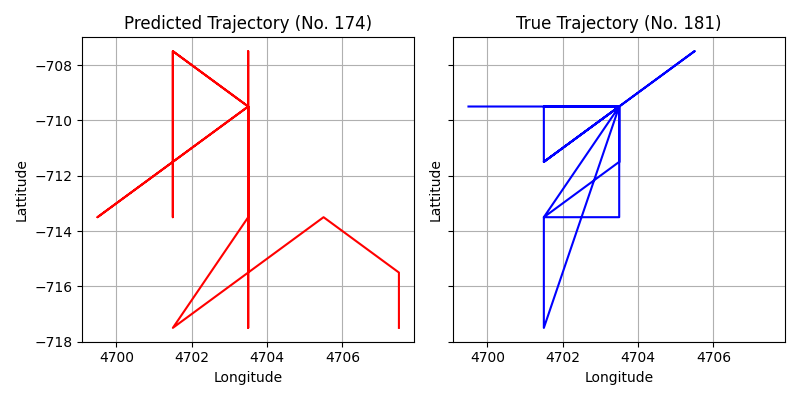 Predicted Trajectory (No. 174)
True Trajectory (No. 181)
Lattitude
−708
−710
−712
−714
−716
−718
4700
4702
4704
4706
Longitude
Lattitude
4700
4702
4704
4706
Longitude